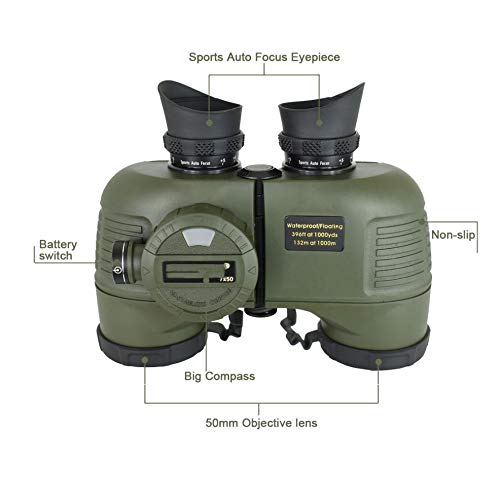 Sports Auto Focus Eyepiece
Sports Auto Focus
Sports Auto Focus
Waterproof/Floating
396ft at 1000yds
132m at 1000m
Non-slip
Battery
switch
7x50
Big Compass
50mm Objective lens